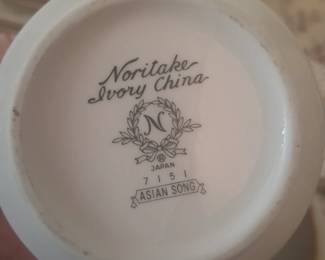 Noritake
Ivory China
N
®
JAPAN
7151
ASIAN SONG